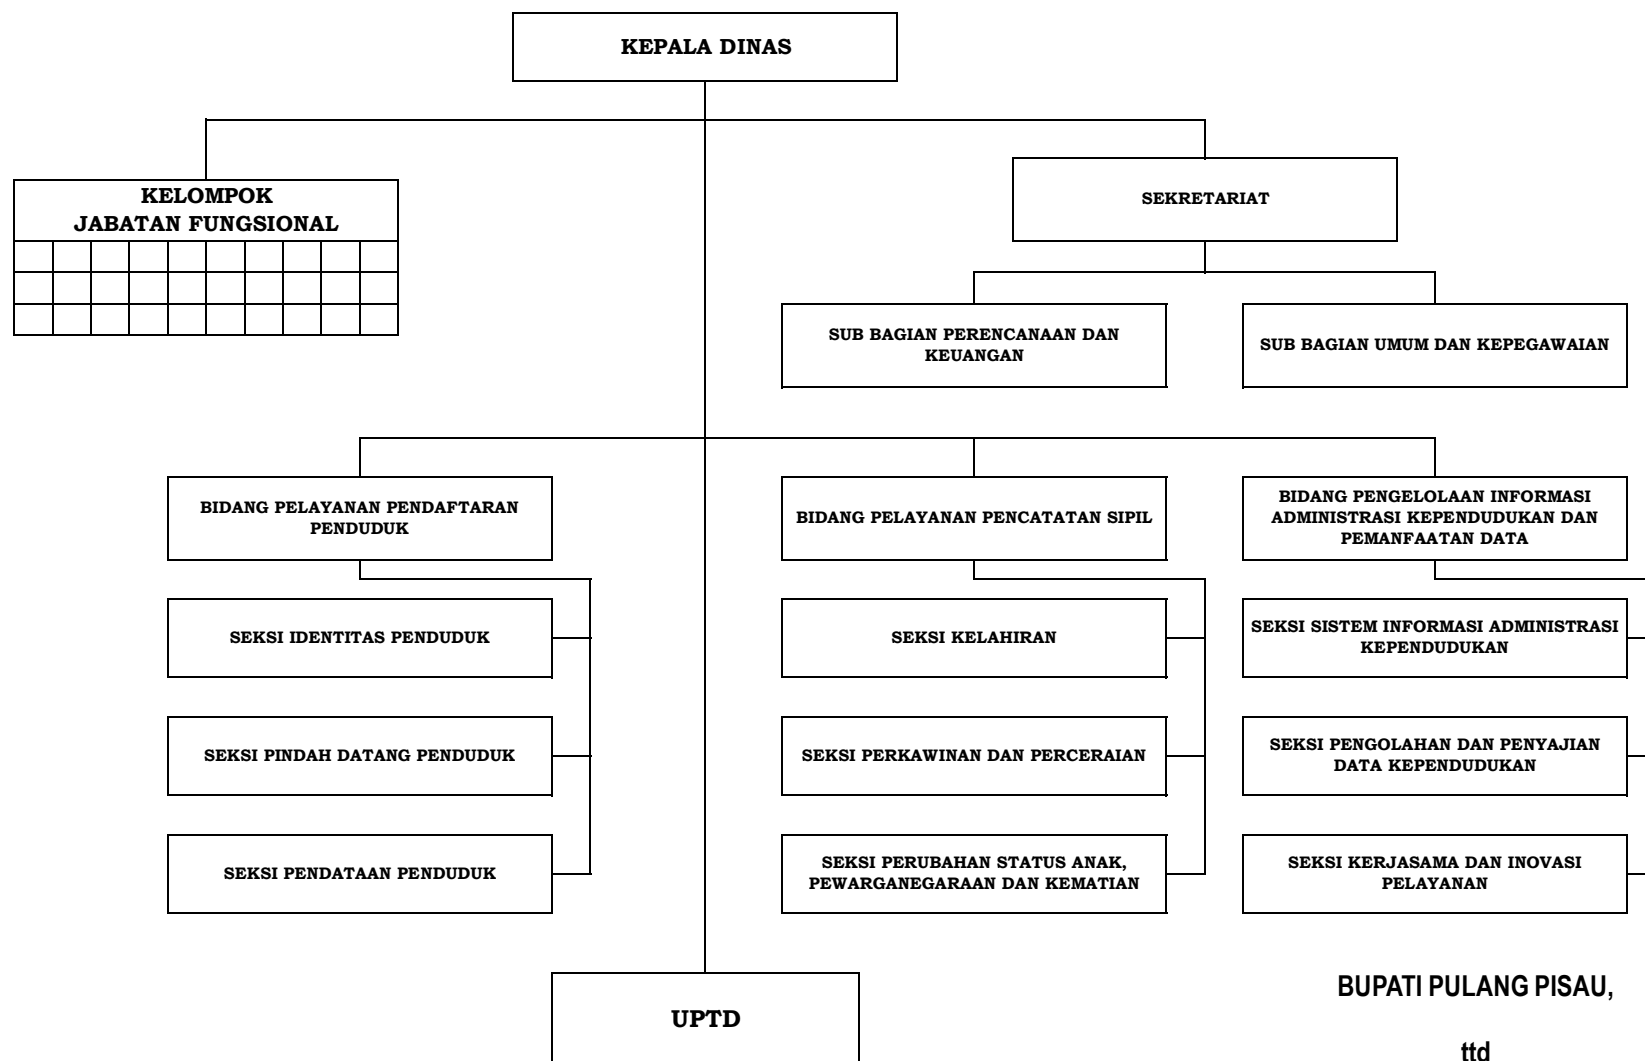 KEPALA DINAS
KELOMPOK
JABATAN FUNGSIONAL
SEKRETARIAT
SUB BAGIAN PERENCANAAN DAN
KEUANGAN
SUB BAGIAN UMUM DAN KEPEGAWAIAN
BIDANG PELAYANAN PENDAFTARAN
PENDUDUK
BIDANG PELAYANAN PENCATATAN SIPIL
BIDANG PENGELOLAAN INFORMASI
ADMINISTRASI KEPENDUDUKAN DAN
PEMANFAATAN DATA
SEKSI IDENTITAS PENDUDUK
SEKSI KELAHIRAN
SEKSI SISTEM INFORMASI ADMINISTRASI
KEPENDUDUKAN
SEKSI PINDAH DATANG PENDUDUK
SEKSI PERKAWINAN DAN PERCERAIAN
SEKSI PENGOLAHAN DAN PENYAJIAN
DATA KEPENDUDUKAN
SEKSI PENDATAAN PENDUDUK
SEKSI PERUBAHAN STATUS ANAK,
PEWARGANEGARAAN DAN KEMATIAN
SEKSI KERJASAMA DAN INOVASI
PELAYANAN
UPTD
BUPATI PULANG PISAU,
ttd